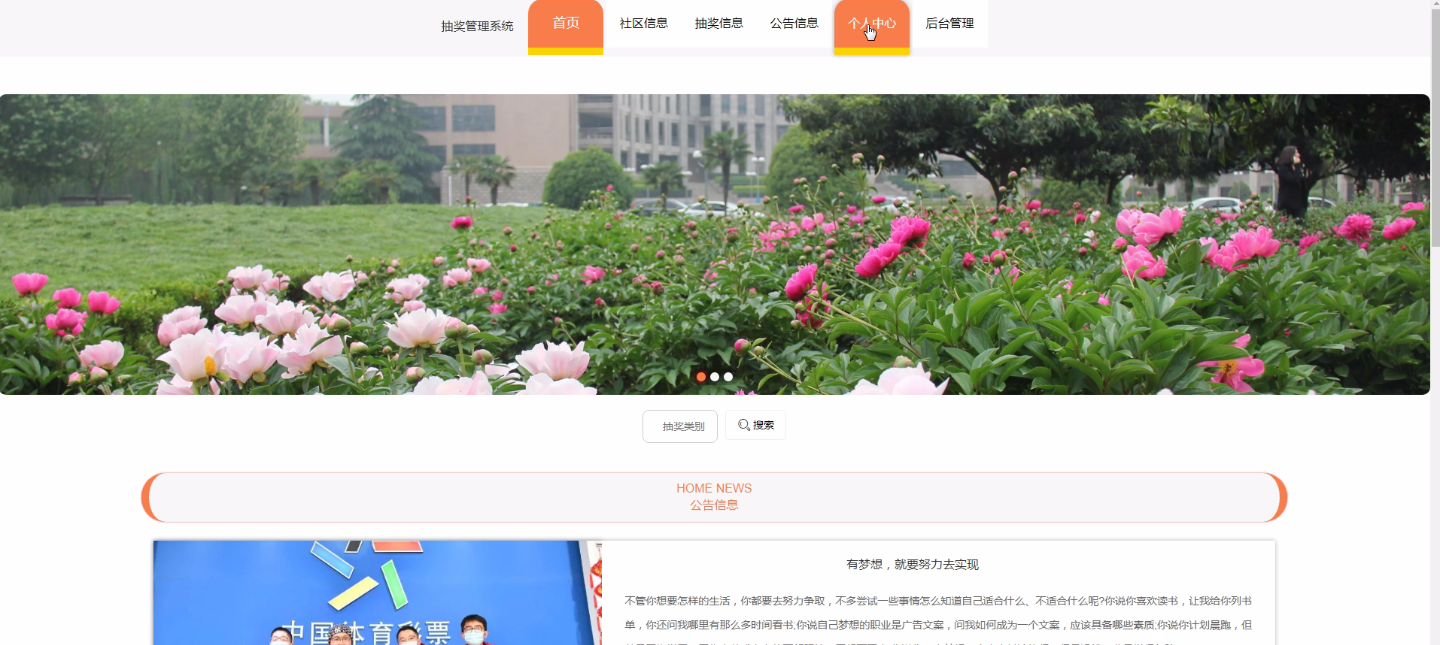 抽奖管理系统
首页
社区信息
抽奖信息
公告信息
个人中心
后台管理
抽奖类别
搜索
HOME NEWS
公告信息
中国体育彩票
有梦想，就要努力去实现
不管你想要怎样的生活，你都要去努力争取，不多尝试一些事情怎么知道自己适合什么、不适合什么呢?你说你喜欢读书，让我给你列书
单，你还问我哪里有那么多时间看书;你说自己梦想的职业是广告文案，问我如何成为一个文案，应该具备哪些素质;你说你计划晨跑，但